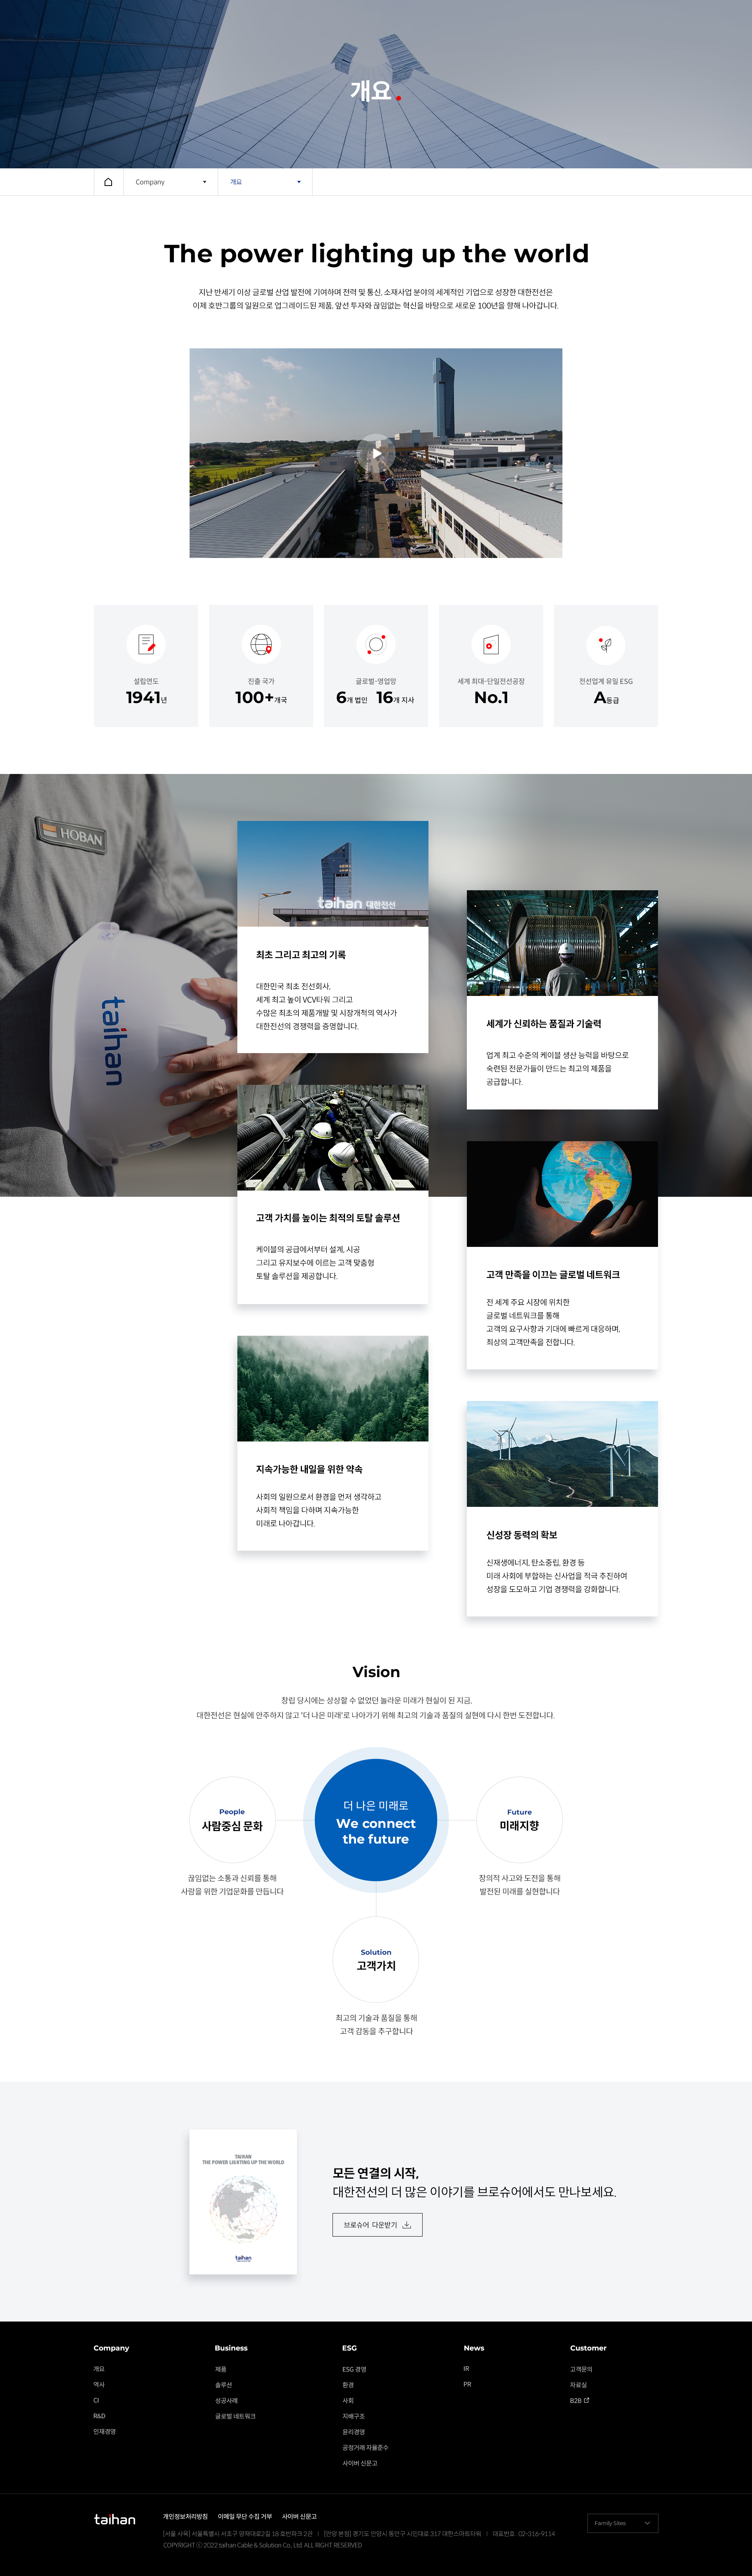 개요.
Company
개요
The power lighting up the world
지난 반세기 이상 글로벌 산업 발전에 기여하며 전력 및 통신, 소재사업 분야의 세계적인 기업으로 성장한 대한전선은
이제 호반그룹의 일원으로 업그레이드된 제품, 앞선 투자와 끊임없는 혁신을 바탕으로 새로운 100년을 향해 나아갑니다.
설립연도
1941년
진출 국가
100+개국
글로벌-영업망
6개 법인 16개 지사
세계 최대-단일전선공장
No.1
전선업계 유일 ESG
A등급
HOBAN
taihan
taihan 대한전선
최초 그리고 최고의 기록
대한민국 최초 전선회사,
세계 최고 높이 VCV타워 그리고
수많은 최초의 제품개발 및 시장개척의 역사가
대한전선의 경쟁력을 증명합니다.
세계가 신뢰하는 품질과 기술력
업계 최고 수준의 케이블 생산 능력을 바탕으로
숙련된 전문가들이 만드는 최고의 제품을
공급합니다.
고객 가치를 높이는 최적의 토탈 솔루션
케이블의 공급에서부터 설계, 시공
그리고 유지보수에 이르는 고객 맞춤형
토탈 솔루션을 제공합니다.
고객 만족을 이끄는 글로벌 네트워크
전 세계 주요 시장에 위치한
글로벌 네트워크를 통해
고객의 요구사항과 기대에 빠르게 대응하며,
최상의 고객만족을 전합니다.
지속가능한 내일을 위한 약속
사회의 일원으로서 환경을 먼저 생각하고
사회적 책임을 다하며 지속가능한
미래로 나아갑니다.
신성장 동력의 확보
신재생에너지, 탄소중립, 환경 등
미래 사회에 부합하는 신사업을 적극 추진하여
성장을 도모하고 기업 경쟁력을 강화합니다.
Vision
창립 당시에는 상상할 수 없었던 놀라운 미래가 현실이 된 지금,
대한전선은 현실에 안주하지 않고 '더 나은 미래'로 나아가기 위해 최고의 기술과 품질의 실현에 다시 한번 도전합니다.
People
사람중심 문화
끊임없는 소통과 신뢰를 통해
사람을 위한 기업문화를 만듭니다
더 나은 미래로
We connect
the future
Future
미래지향
창의적 사고와 도전을 통해
발전된 미래를 실현합니다
Solution
고객가치
최고의 기술과 품질을 통해
고객 감동을 추구합니다
TAIHAN
THE POWER LIGHTING UP THE WORLD
taihan
모든 연결의 시작,
대한전선의 더 많은 이야기를 브로슈어에서도 만나보세요.
브로슈어 다운받기
Company
개요
역사
CI
R&D
인재경영
Business
제품
솔루션
성공사례
글로벌 네트워크
ESG
ESG 경영
환경
사회
지배구조
윤리경영
공정거래 자율준수
사이버 신문고
News
IR
PR
Customer
고객문의
자료실
B2B
taihan
개인정보처리방침 이메일 무단 수집 거부 사이버 신문고
[서울 사옥] 서울특별시 서초구 양재대로2길 18 호반파크 2관 | [안양 본점] 경기도 안양시 동안구 시민대로 317 대한스마트타워 | 대표번호 : 02-316-9114
COPYRIGHT ⓒ 2022 taihan Cable & Solution Co., Ltd. ALL RIGHT RESERVED
Family Sites